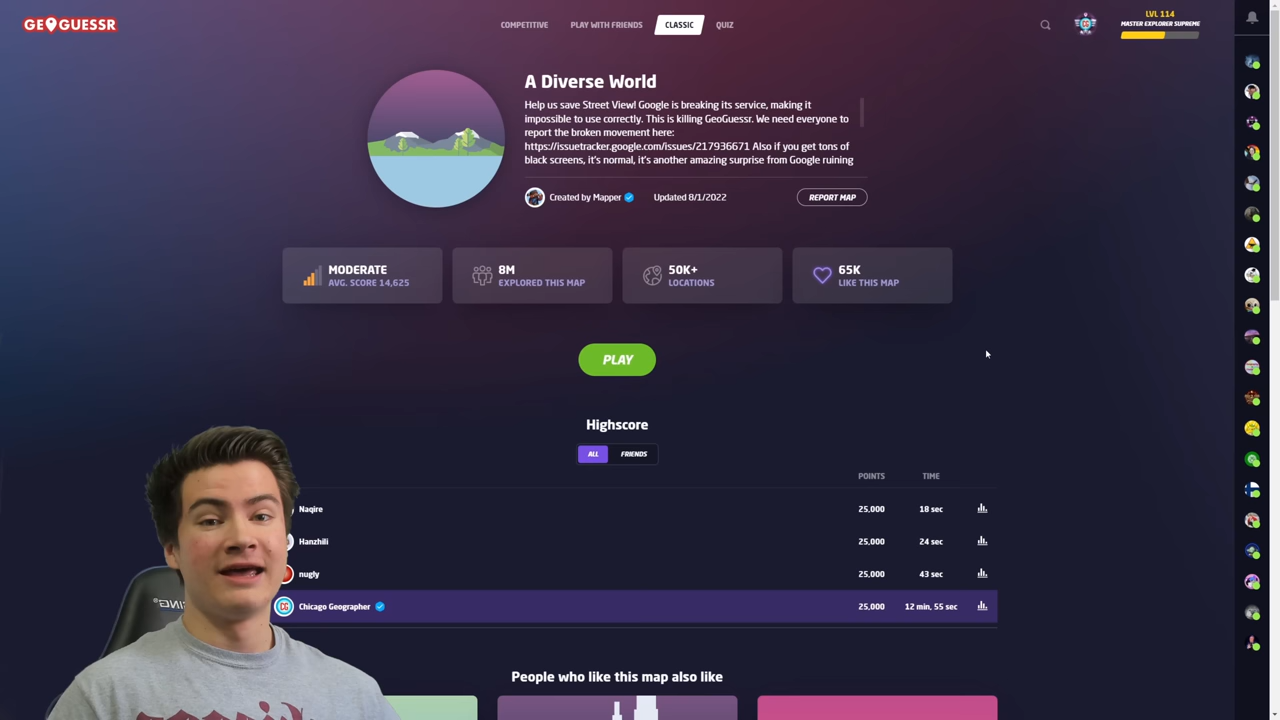 GEOGUESSR
COMPETITIVE
PLAY WITH FRIENDS
CLASSIC
QUIZ
LVL 114
MASTER EXPLORER SUPREME
A Diverse World
Help us save Street View! Google is breaking its service, making it
impossible to use correctly. This is killing GeoGuessr. We need everyone to
report the broken movement here:
https://issuetracker.google.com/issues/217936671 Also if you get tons of
black screens, it's normal, it's another amazing surprise from Google ruining
Created by Mapper
Updated 8/1/2022
REPORT MAP
MODERATE
AVG. SCORE 14,625
8M
EXPLORED THIS MAP
50K+
LOCATIONS
65K
LIKE THIS MAP
PLAY
Highscore
ALL
FRIENDS
POINTS
TIME
Naqire
25,000
18 sec
Hanzhili
25,000
24 sec
nugly
25,000
43 sec
CG
Chicago Geographer
25,000
12 min, 55 sec
People who like this map also like